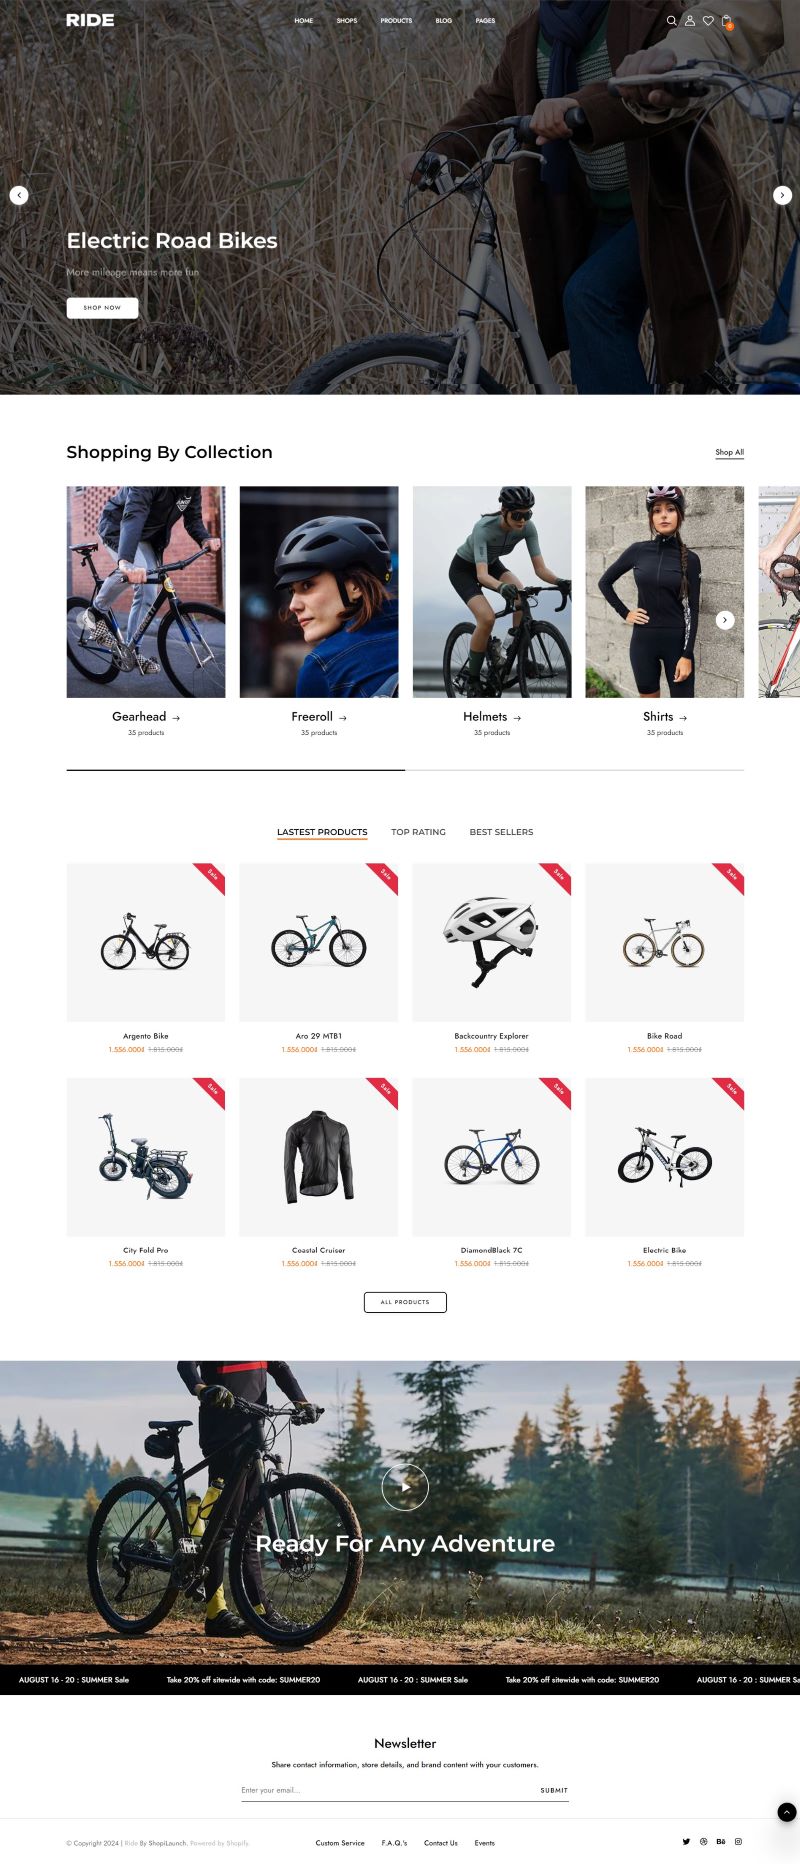 RIDE
HOME SHOPS PRODUCTS BLOG PAGES
0
Electric Road Bikes
More mileage means more fun
SHOP NOW
Shopping By Collection
Shop All
Gearhead →
Freeroll →
Helmets →
Shirts →
35 products
35 products
35 products
35 products
LASTEST PRODUCTS TOP RATING BEST SELLERS
Sale
Sale
Sale
Sale
Argento Bike
Aro 29 MTB1
Backcountry Explorer
Bike Road
1.556.000₫ 1.815.000₫
1.556.000₫ 1.815.000₫
1.556.000₫ 1.815.000₫
1.556.000₫ 1.815.000₫
Sale
Sale
Sale
Sale
City Fold Pro
Coastal Cruiser
DiamondBlack 7C
Electric Bike
1.556.000₫ 1.815.000₫
1.556.000₫ 1.815.000₫
1.556.000₫ 1.815.000₫
1.556.000₫ 1.815.000₫
ALL PRODUCTS
Ready For Any Adventure
AUGUST 16 - 20 : SUMMER Sale Take 20% off sitewide with code: SUMMER20 AUGUST 16 - 20 : SUMMER Sale Take 20% off sitewide with code: SUMMER20 AUGUST 16 - 20 : SUMMER Sa
Newsletter
Share contact information, store details, and brand content with your customers.
Enter your email... SUBMIT
© Copyright 2024 | Ride By ShopiLaunch. Powered by Shopify.
Custom Service F.A.Q.'s Contact Us Events
Bē